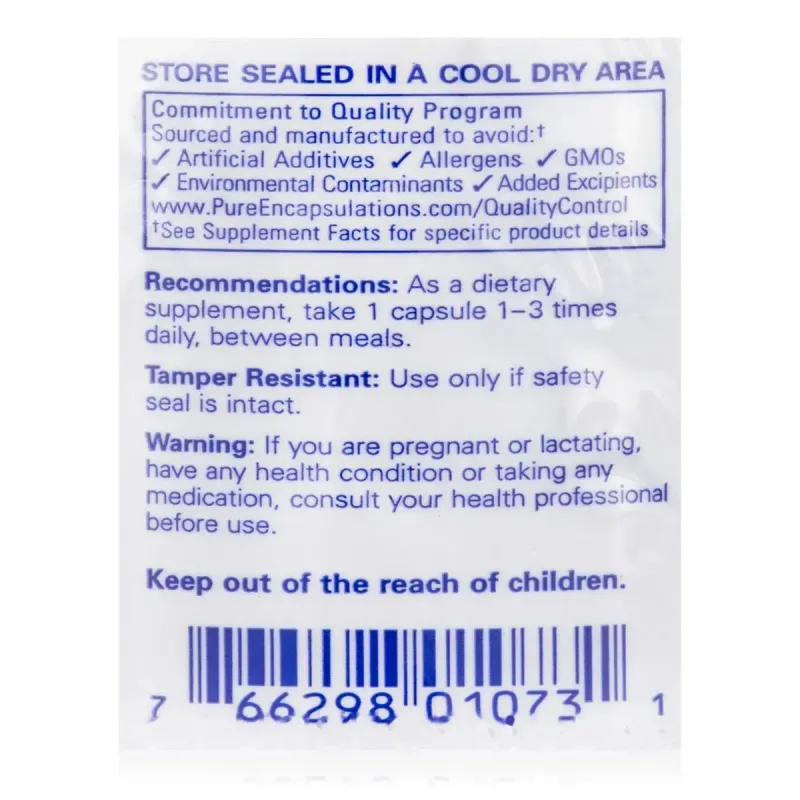 STORE SEALED IN A COOL DRY AREA
Commitment to Quality Program
Sourced and manufactured to avoid:†
✓ Artificial Additives ✓ Allergens ✓ GMOs
✓ Environmental Contaminants ✓ Added Excipients
www.PureEncapsulations.com/QualityControl
†See Supplement Facts for specific product details
Recommendations: As a dietary
supplement, take 1 capsule 1–3 times
daily, between meals.
Tamper Resistant: Use only if safety
seal is intact.
Warning: If you are pregnant or lactating,
have any health condition or taking any
medication, consult your health professional
before use.
Keep out of the reach of children.
7 66298 01073 1